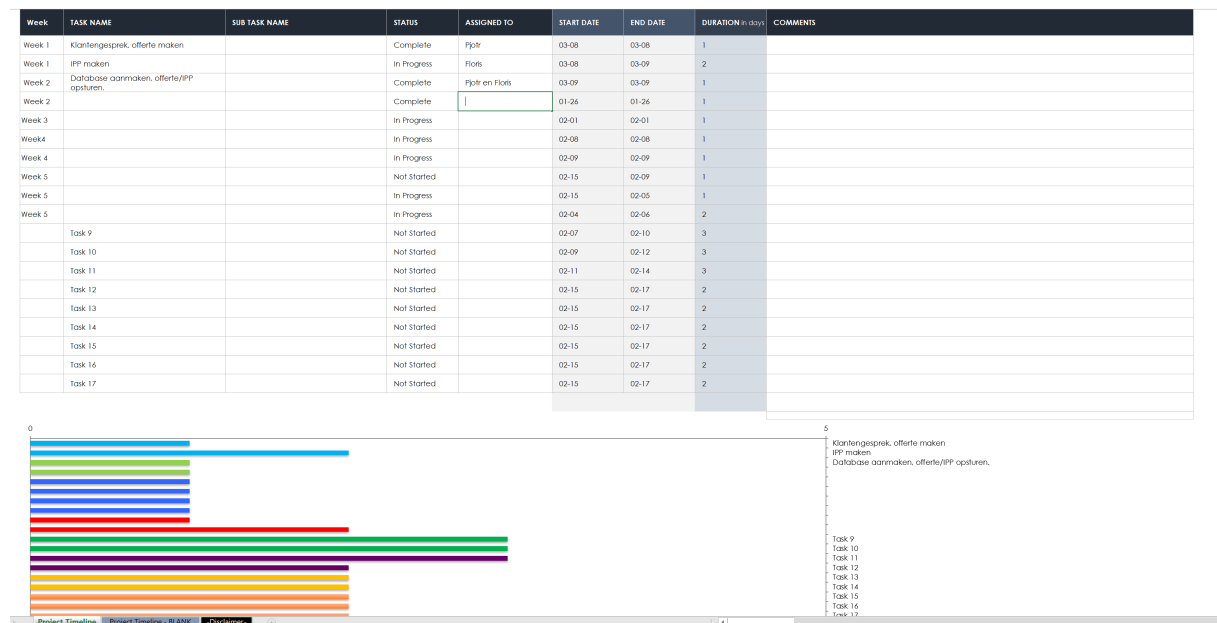 Week TASK NAME SUB TASK NAME STATUS ASSIGNED TO START DATE END DATE DURATION in days COMMENTS
Week 1 Klantengesprek, offerte maken Complete Pjotr 03-08 03-08 1
Week 1 IPP maken In Progress Floris 03-08 03-09 2
Week 2 Database aanmaken, offerte/IPP opsturen. Complete Pjotr en Floris 03-09 03-09 1
Week 2 Complete 01-26 01-26 1
Week 3 In Progress 02-01 02-01 1
Week4 In Progress 02-08 02-08 1
Week 4 In Progress 02-09 02-09 1
Week 5 Not Started 02-15 02-09 1
Week 5 In Progress 02-15 02-05 1
Week 5 In Progress 02-04 02-06 2
Task 9 Not Started 02-07 02-10 3
Task 10 Not Started 02-09 02-12 3
Task 11 Not Started 02-11 02-14 3
Task 12 Not Started 02-15 02-17 2
Task 13 Not Started 02-15 02-17 2
Task 14 Not Started 02-15 02-17 2
Task 15 Not Started 02-15 02-17 2
Task 16 Not Started 02-15 02-17 2
Task 17 Not Started 02-15 02-17 2
0 5
Klantengesprek, offerte maken
IPP maken
Database aanmaken, offerte/IPP opsturen.
Task 9
Task 10
Task 11
Task 12
Task 13
Task 14
Task 15
Task 16
Task 17
Project Timeline Project Timeline - BLANK -Disclaimer-